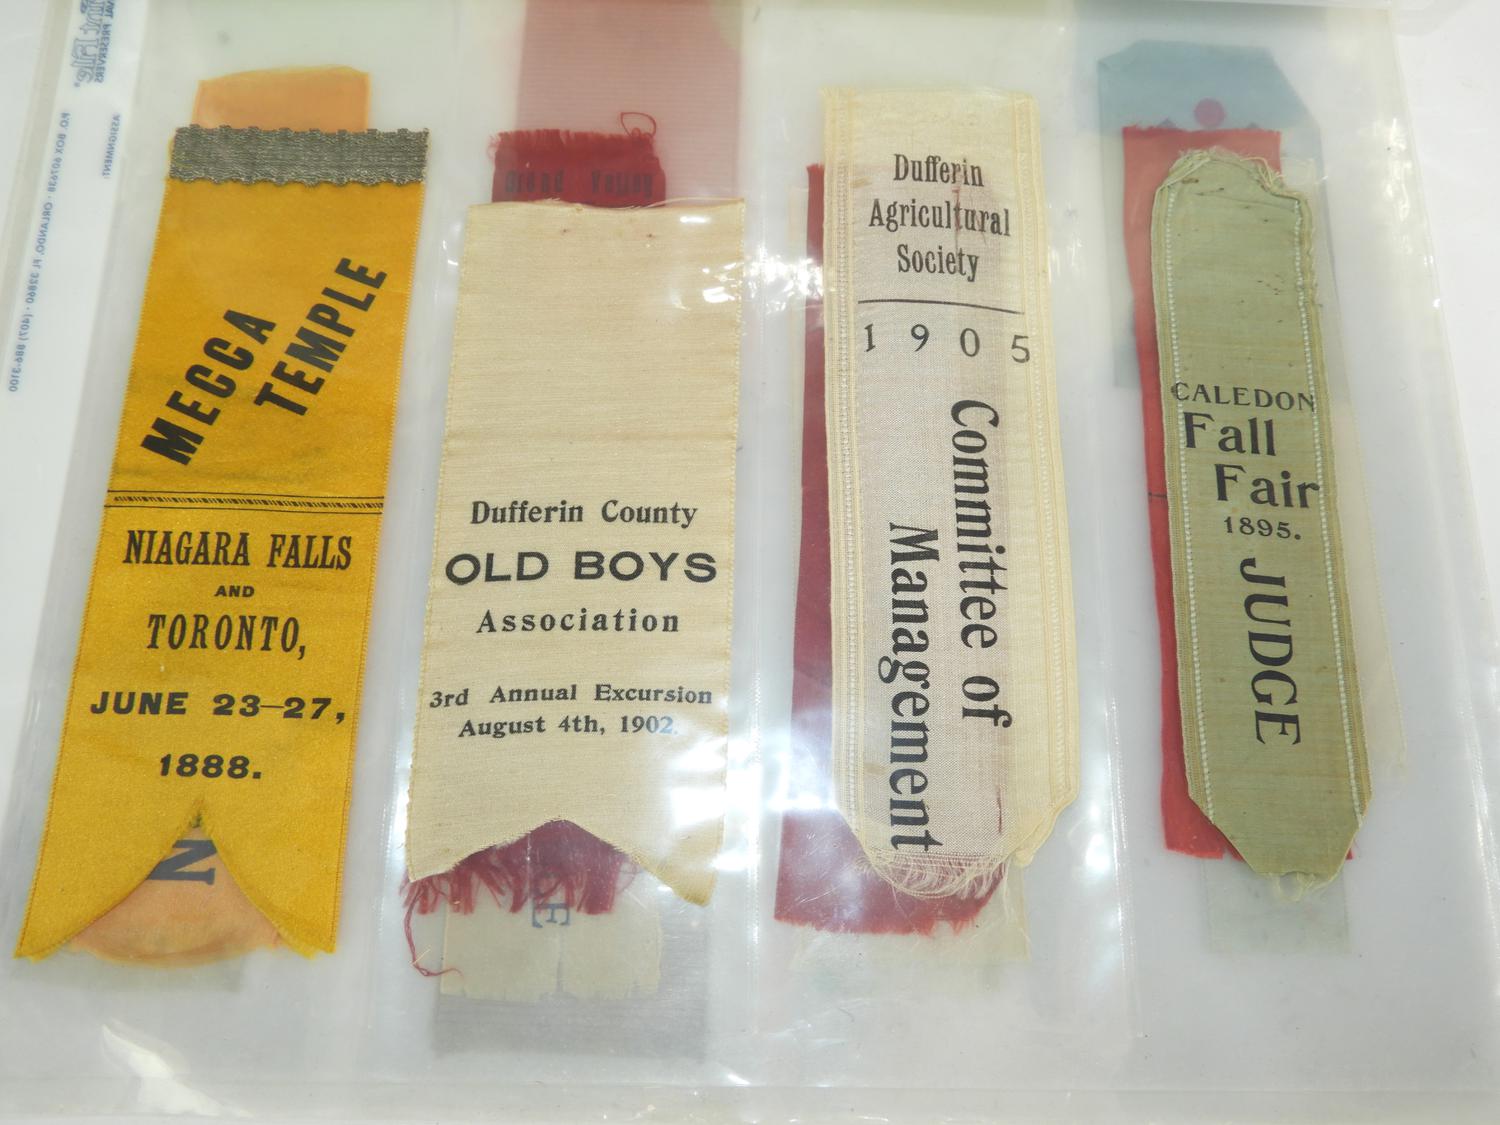 MECCA
TEMPLE
NIAGARA FALLS
AND
TORONTO,
JUNE 23–27,
1888.
N
Grand Valley
Dufferin County
OLD BOYS
Association
3rd Annual Excursion
August 4th, 1902.
Dufferin
Agricultural
Society
1905
Committee of
Management
CALEDON
Fall
Fair
1895.
JUDGE
ASSIGNMENT: